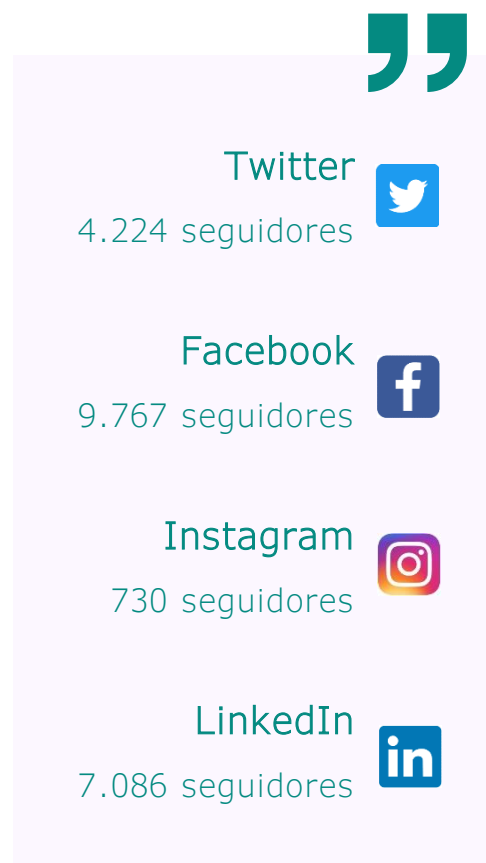 Twitter
4.224 seguidores
Facebook
9.767 seguidores
Instagram
730 seguidores
LinkedIn
7.086 seguidores